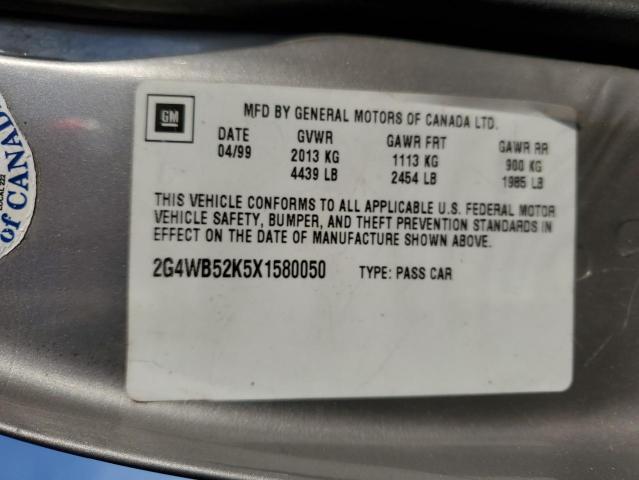 GM
MFD BY GENERAL MOTORS OF CANADA LTD.
DATE GVWR GAWR FRT GAWR RR
04/99 2013 KG 1113 KG 900 KG
4439 LB 2454 LB 1985 LB
THIS VEHICLE CONFORMS TO ALL APPLICABLE U.S. FEDERAL MOTOR
VEHICLE SAFETY, BUMPER, AND THEFT PREVENTION STANDARDS IN
EFFECT ON THE DATE OF MANUFACTURE SHOWN ABOVE.
2G4WB52K5X1580050 TYPE: PASS CAR
of CANADA
LOCAL 222